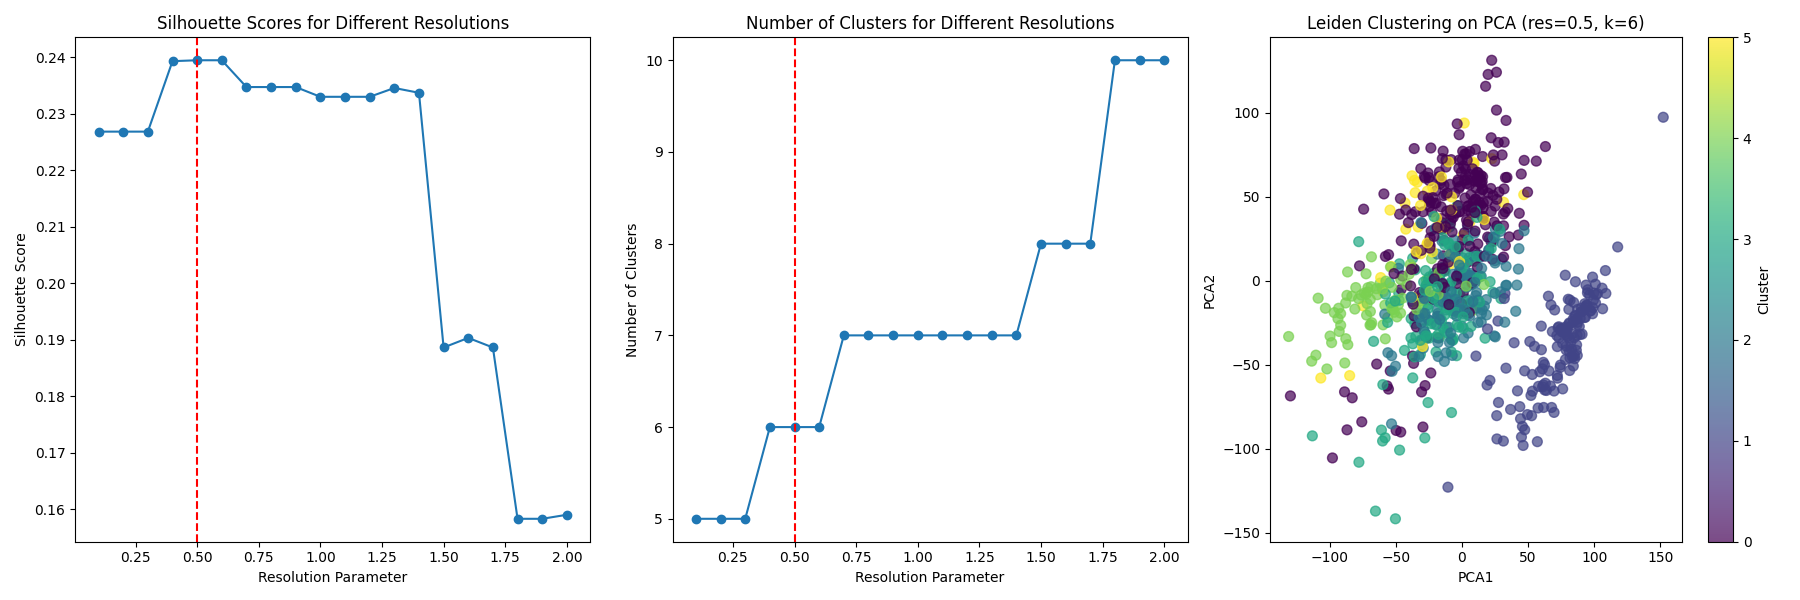 Silhouette Scores for Different Resolutions
0.24
0.23
0.22
0.21
0.20
0.19
0.18
0.17
0.16
Silhouette Score
0.25 0.50 0.75 1.00 1.25 1.50 1.75 2.00
Resolution Parameter
Number of Clusters for Different Resolutions
10
9
8
7
6
5
Number of Clusters
0.25 0.50 0.75 1.00 1.25 1.50 1.75 2.00
Resolution Parameter
Leiden Clustering on PCA (res=0.5, k=6)
100
50
0
−50
−100
−150
PCA2
−100 −50 0 50 100 150
PCA1
5
4
3
2
1
0
Cluster